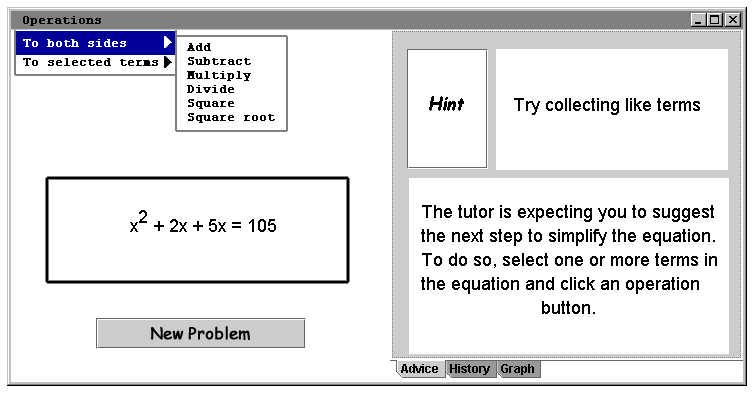 Operations
To both sides
To selected terms
Add
Subtract
Multiply
Divide
Square
Square root
x² + 2x + 5x = 105
New Problem
Hint
Try collecting like terms
The tutor is expecting you to suggest
the next step to simplify the equation.
To do so, select one or more terms in
the equation and click an operation
button.
Advice History Graph